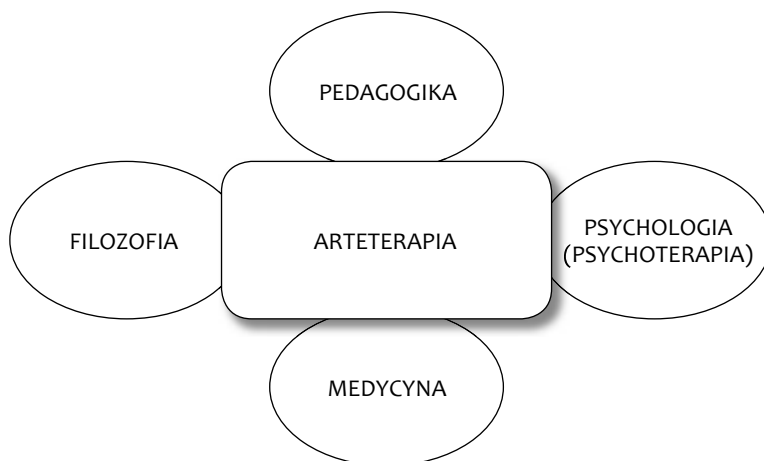 PEDAGOGIKA
FILOZOFIA
ARTETERAPIA
PSYCHOLOGIA
(PSYCHOTERAPIA)
MEDYCYNA